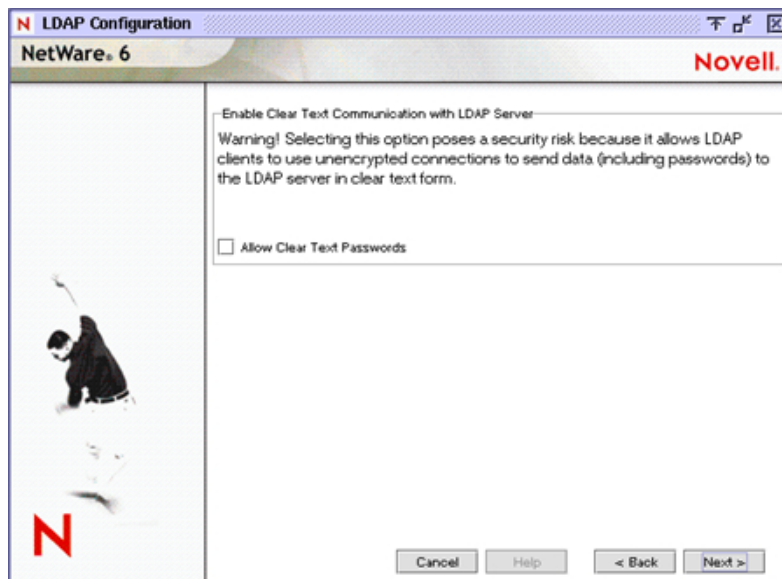 N LDAP Configuration
NetWare® 6
Novell.
Enable Clear Text Communication with LDAP Server
Warning! Selecting this option poses a security risk because it allows LDAP
clients to use unencrypted connections to send data (including passwords) to
the LDAP server in clear text form.
Allow Clear Text Passwords
N
Cancel
Help
< Back
Next >